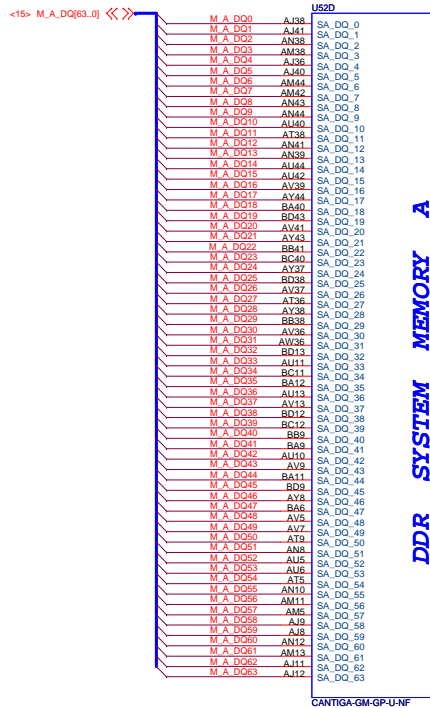 U52D
<15> M_A_DQ[63..0]
M_A_DQ0 AJ38 SA_DQ_0
M_A_DQ1 AJ41 SA_DQ_1
M_A_DQ2 AN38 SA_DQ_2
M_A_DQ3 AM38 SA_DQ_3
M_A_DQ4 AJ36 SA_DQ_4
M_A_DQ5 AJ40 SA_DQ_5
M_A_DQ6 AM44 SA_DQ_6
M_A_DQ7 AM42 SA_DQ_7
M_A_DQ8 AN43 SA_DQ_8
M_A_DQ9 AN44 SA_DQ_9
M_A_DQ10 AU40 SA_DQ_10
M_A_DQ11 AT38 SA_DQ_11
M_A_DQ12 AN41 SA_DQ_12
M_A_DQ13 AN39 SA_DQ_13
M_A_DQ14 AU44 SA_DQ_14
M_A_DQ15 AU42 SA_DQ_15
M_A_DQ16 AV39 SA_DQ_16
M_A_DQ17 AY44 SA_DQ_17
M_A_DQ18 BA40 SA_DQ_18
M_A_DQ19 BD43 SA_DQ_19
M_A_DQ20 AV41 SA_DQ_20
M_A_DQ21 AY43 SA_DQ_21
M_A_DQ22 BB41 SA_DQ_22
M_A_DQ23 BC40 SA_DQ_23
M_A_DQ24 AY37 SA_DQ_24
M_A_DQ25 BD38 SA_DQ_25
M_A_DQ26 AV37 SA_DQ_26
M_A_DQ27 AT36 SA_DQ_27
M_A_DQ28 AY38 SA_DQ_28
M_A_DQ29 BB38 SA_DQ_29
M_A_DQ30 AV36 SA_DQ_30
M_A_DQ31 AW36 SA_DQ_31
M_A_DQ32 BD13 SA_DQ_32
M_A_DQ33 AU11 SA_DQ_33
M_A_DQ34 BC11 SA_DQ_34
M_A_DQ35 BA12 SA_DQ_35
M_A_DQ36 AU13 SA_DQ_36
M_A_DQ37 AV13 SA_DQ_37
M_A_DQ38 BD12 SA_DQ_38
M_A_DQ39 BC12 SA_DQ_39
M_A_DQ40 BB9 SA_DQ_40
M_A_DQ41 BA9 SA_DQ_41
M_A_DQ42 AU10 SA_DQ_42
M_A_DQ43 AV9 SA_DQ_43
M_A_DQ44 BA11 SA_DQ_44
M_A_DQ45 BD9 SA_DQ_45
M_A_DQ46 AY8 SA_DQ_46
M_A_DQ47 BA6 SA_DQ_47
M_A_DQ48 AV5 SA_DQ_48
M_A_DQ49 AV7 SA_DQ_49
M_A_DQ50 AT9 SA_DQ_50
M_A_DQ51 AN8 SA_DQ_51
M_A_DQ52 AU5 SA_DQ_52
M_A_DQ53 AU6 SA_DQ_53
M_A_DQ54 AT5 SA_DQ_54
M_A_DQ55 AN10 SA_DQ_55
M_A_DQ56 AM11 SA_DQ_56
M_A_DQ57 AM5 SA_DQ_57
M_A_DQ58 AJ9 SA_DQ_58
M_A_DQ59 AJ8 SA_DQ_59
M_A_DQ60 AN12 SA_DQ_60
M_A_DQ61 AM13 SA_DQ_61
M_A_DQ62 AJ11 SA_DQ_62
M_A_DQ63 AJ12 SA_DQ_63
DDR SYSTEM MEMORY A
CANTIGA-GM-GP-U-NF